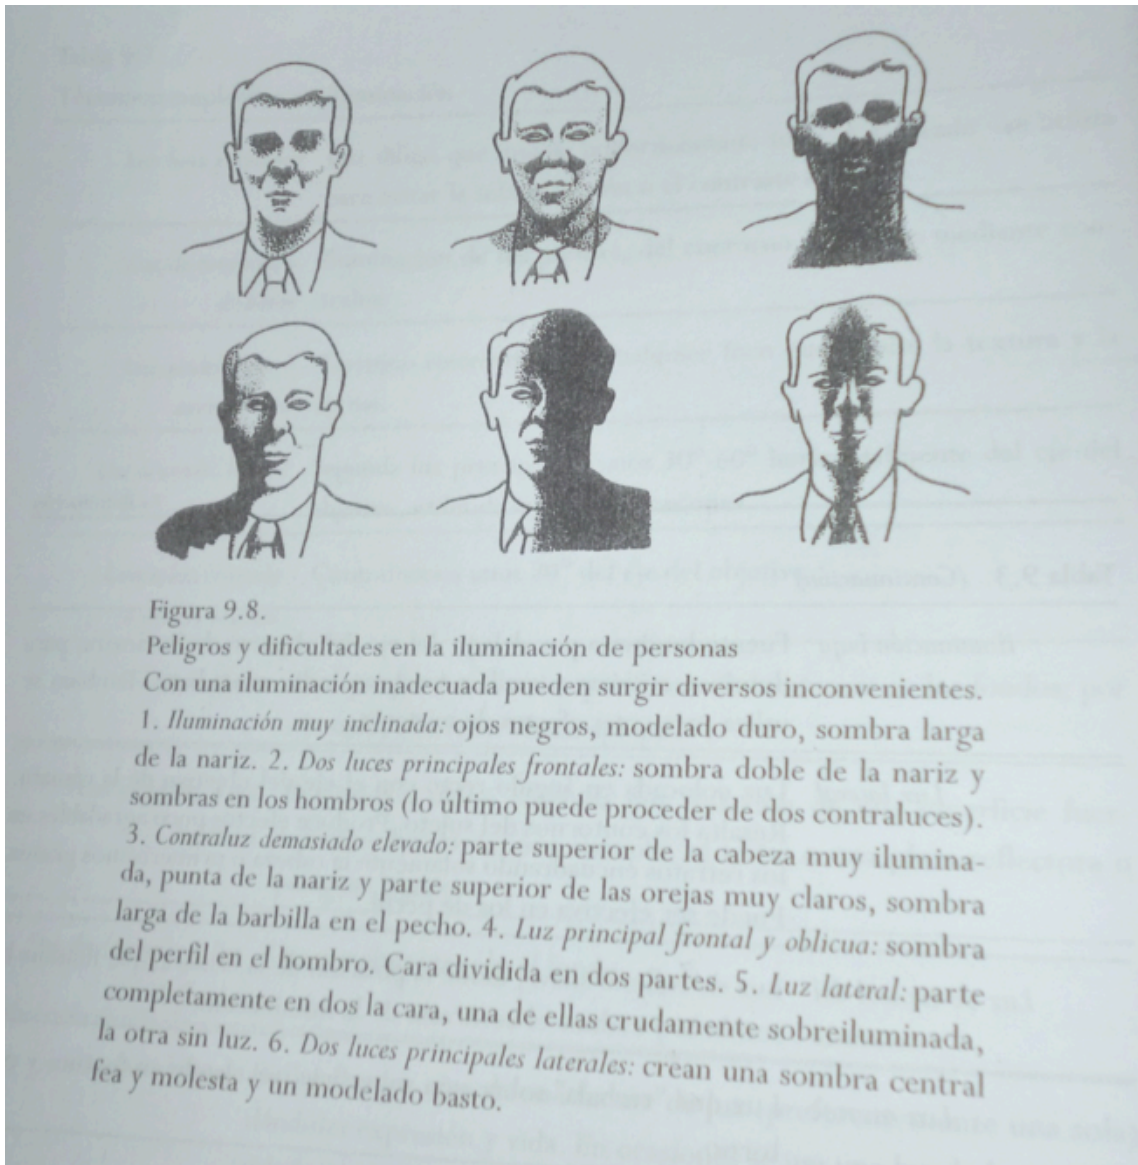 Figura 9.8.
Peligros y dificultades en la iluminación de personas
Con una iluminación inadecuada pueden surgir diversos inconvenientes.
1. Iluminación muy inclinada: ojos negros, modelado duro, sombra larga
de la nariz. 2. Dos luces principales frontales: sombra doble de la nariz y
sombras en los hombros (lo último puede proceder de dos contraluces).
3. Contraluz demasiado elevado: parte superior de la cabeza muy ilumina-
da, punta de la nariz y parte superior de las orejas muy claros, sombra
larga de la barbilla en el pecho. 4. Luz principal frontal y oblicua: sombra
del perfil en el hombro. Cara dividida en dos partes. 5. Luz lateral: parte
completamente en dos la cara, una de ellas crudamente sobreiluminada,
la otra sin luz. 6. Dos luces principales laterales: crean una sombra central
fea y molesta y un modelado basto.